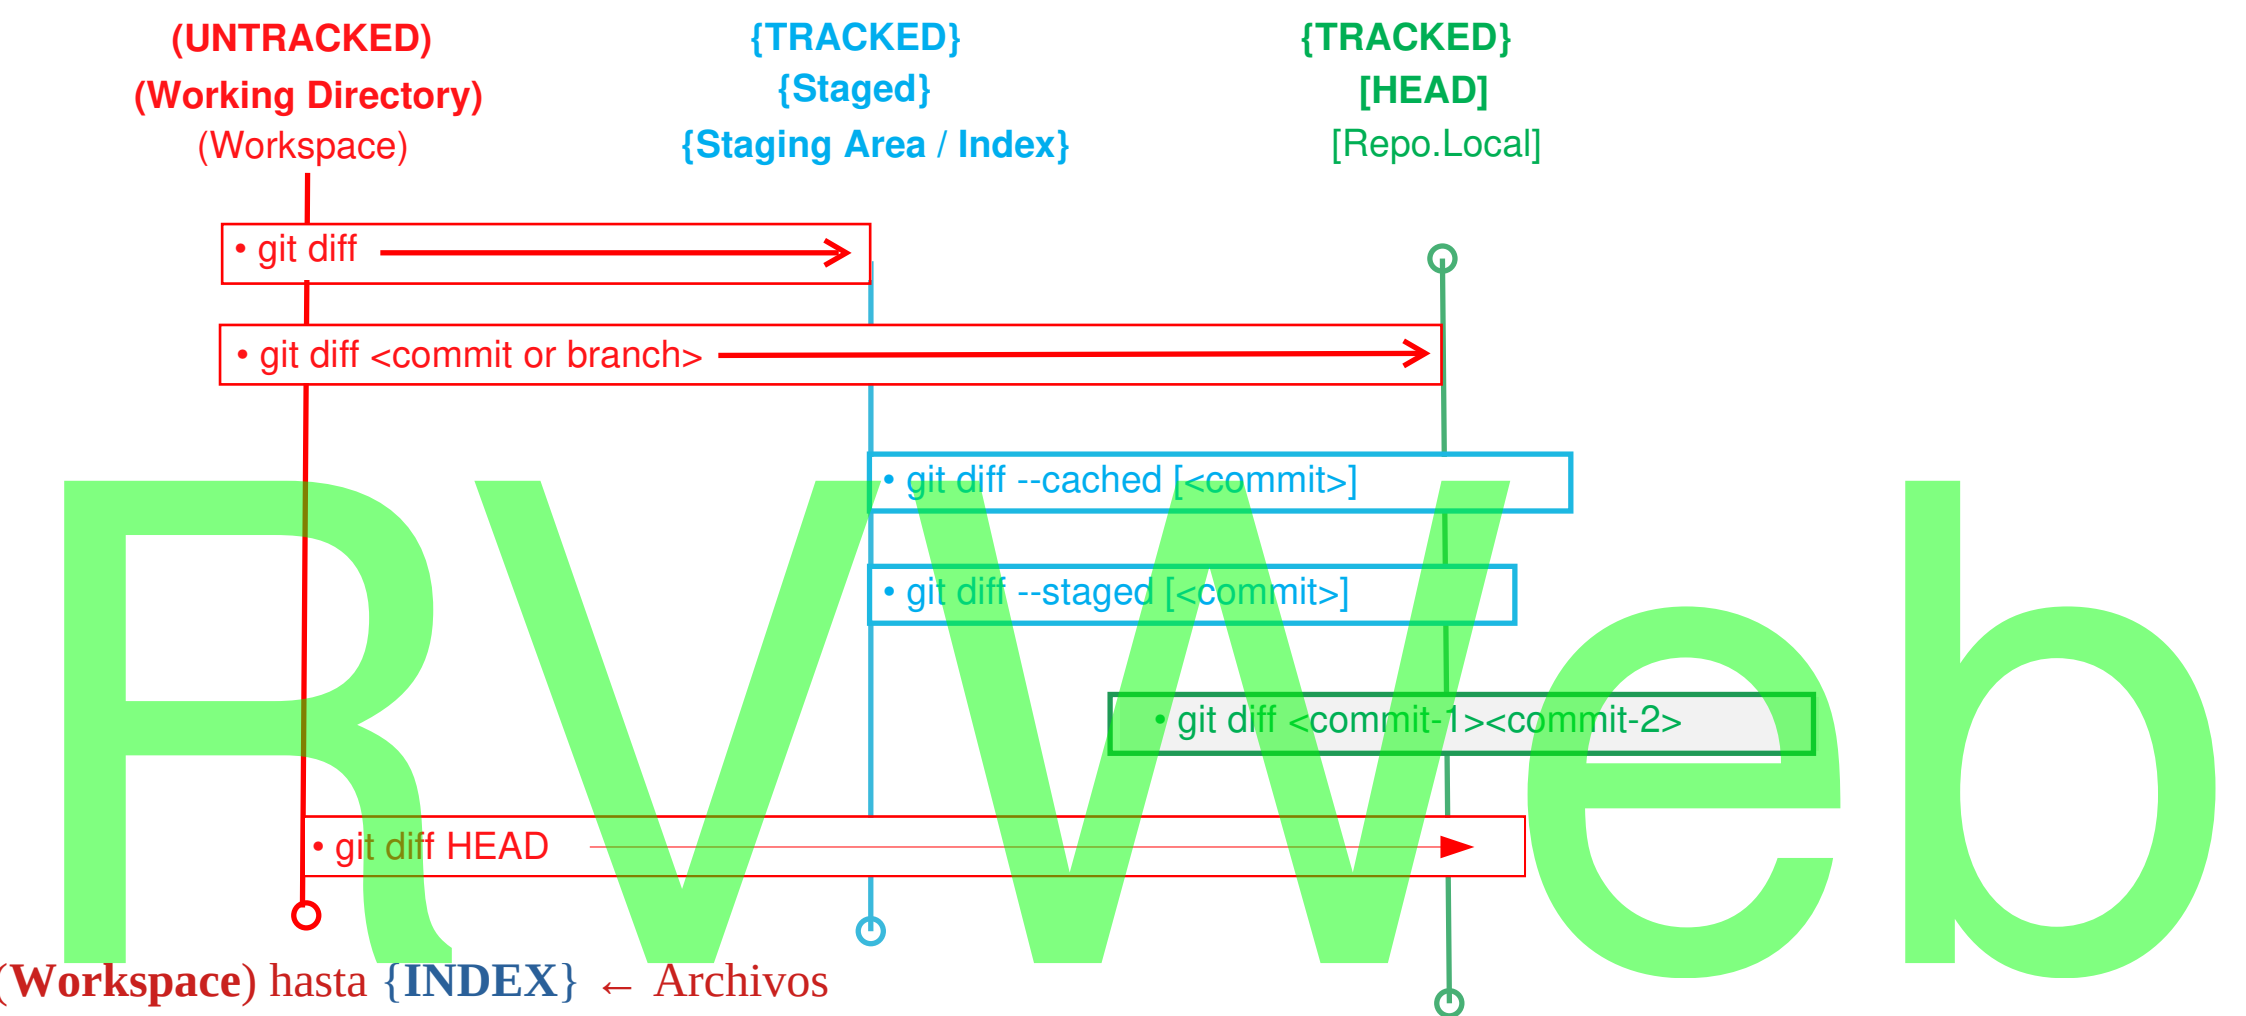 (UNTRACKED)
{TRACKED}
{TRACKED}
(Working Directory)
{Staged}
[HEAD]
(Workspace)
{Staging Area / Index}
[Repo.Local]
• git diff
• git diff <commit or branch>
• git diff --cached [<commit>]
• git diff --staged [<commit>]
• git diff <commit-1><commit-2>
• git diff HEAD
RVWeb
(Workspace) hasta {INDEX} ← Archivos